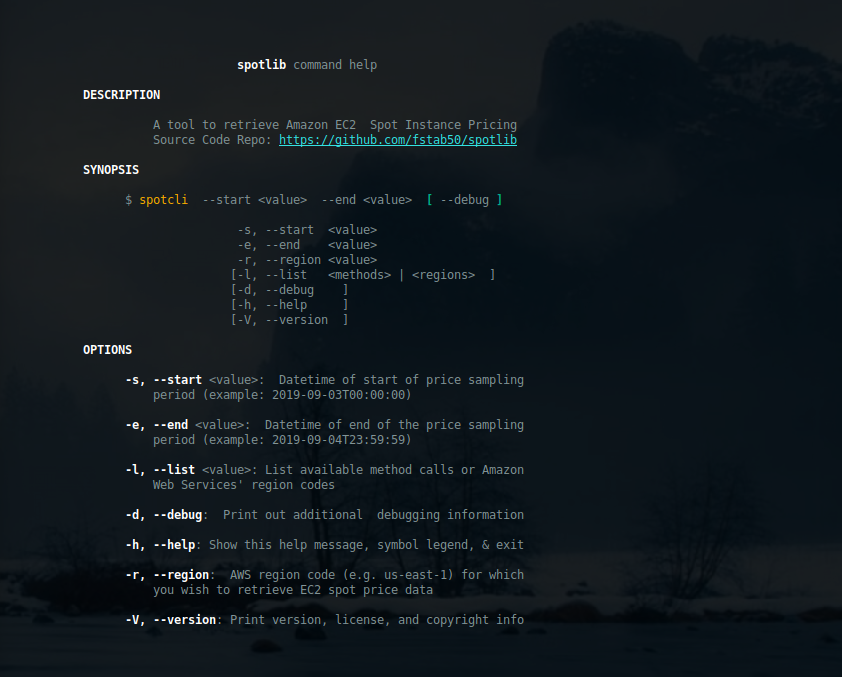 spotlib command help
DESCRIPTION
A tool to retrieve Amazon EC2  Spot Instance Pricing
Source Code Repo: https://github.com/fstab50/spotlib
SYNOPSIS
$ spotcli  --start <value>  --end <value>  [ --debug ]
-s, --start  <value>
-e, --end    <value>
-r, --region <value>
[-l, --list   <methods> | <regions>  ]
[-d, --debug    ]
[-h, --help     ]
[-V, --version  ]
OPTIONS
-s, --start <value>:  Datetime of start of price sampling
period (example: 2019-09-03T00:00:00)
-e, --end <value>:  Datetime of end of the price sampling
period (example: 2019-09-04T23:59:59)
-l, --list <value>: List available method calls or Amazon
Web Services' region codes
-d, --debug:  Print out additional  debugging information
-h, --help: Show this help message, symbol legend, & exit
-r, --region:  AWS region code (e.g. us-east-1) for which
you wish to retrieve EC2 spot price data
-V, --version: Print version, license, and copyright info